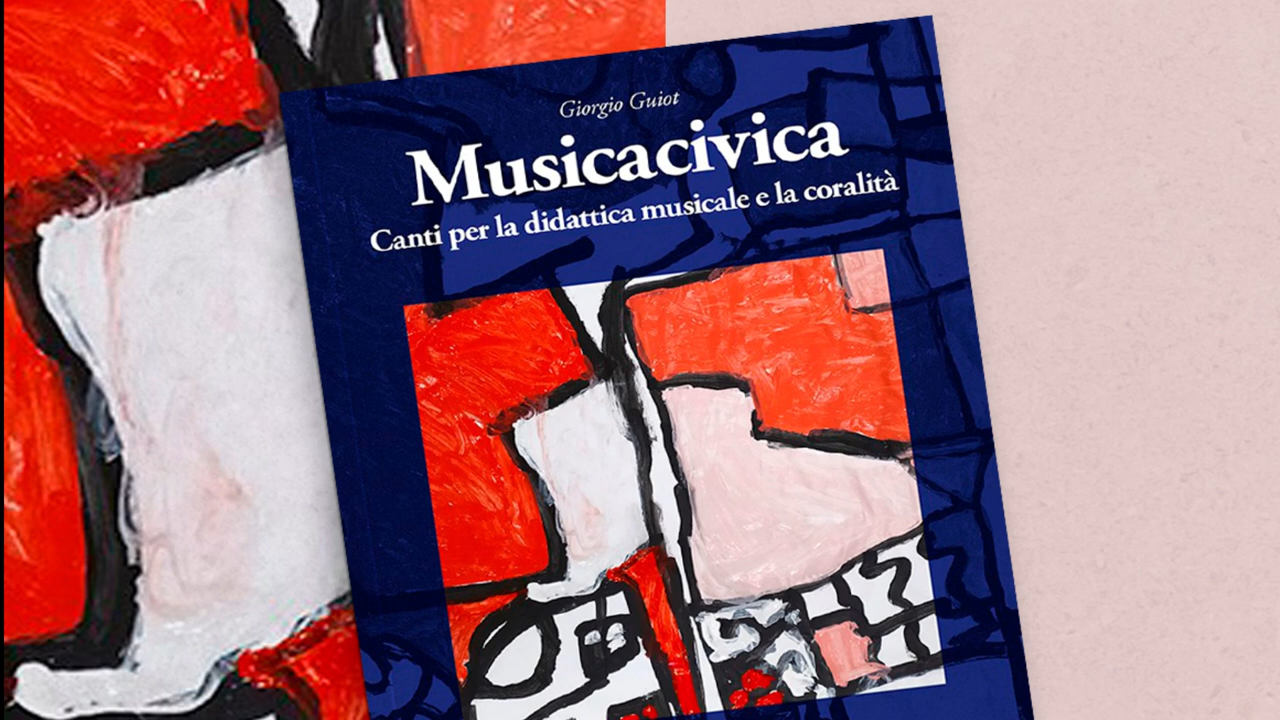 Giorgio Guiot
Musicacivica
Canti per la didattica musicale e la coralità